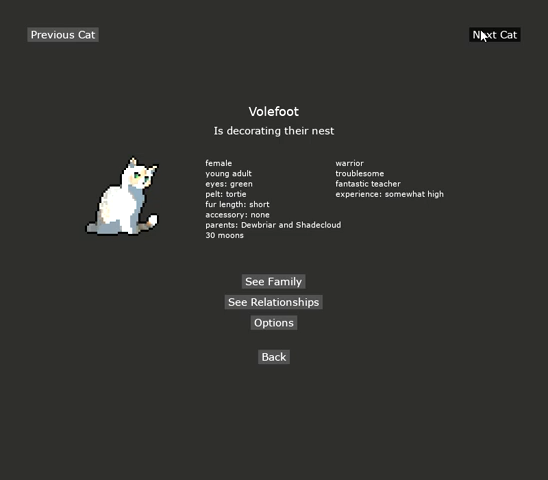 Previous Cat
Next Cat
Volefoot
Is decorating their nest
female
young adult
eyes: green
pelt: tortie
fur length: short
accessory: none
parents: Dewbriar and Shadecloud
30 moons
warrior
troublesome
fantastic teacher
experience: somewhat high
See Family
See Relationships
Options
Back